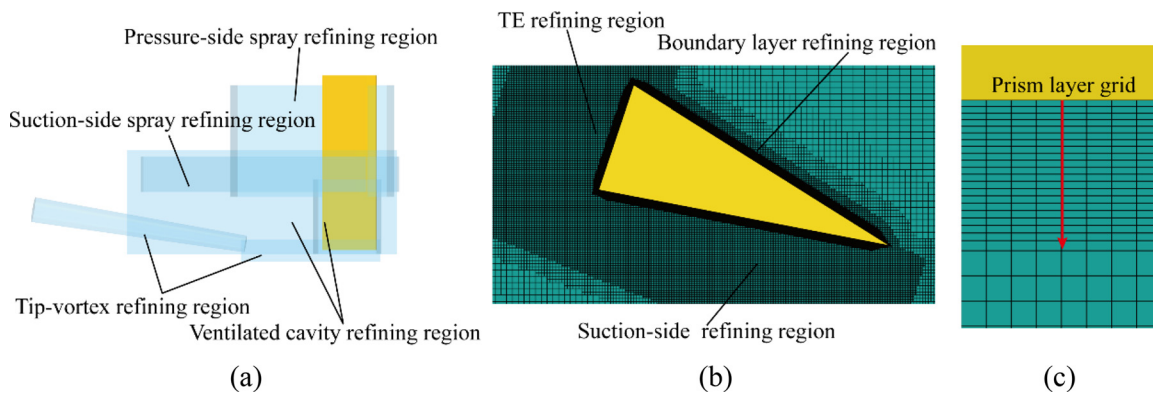 Pressure-side spray refining region
Suction-side spray refining region
Tip-vortex refining region
Ventilated cavity refining region
(a)
TE refining region
Boundary layer refining region
Suction-side refining region
(b)
Prism layer grid
(c)